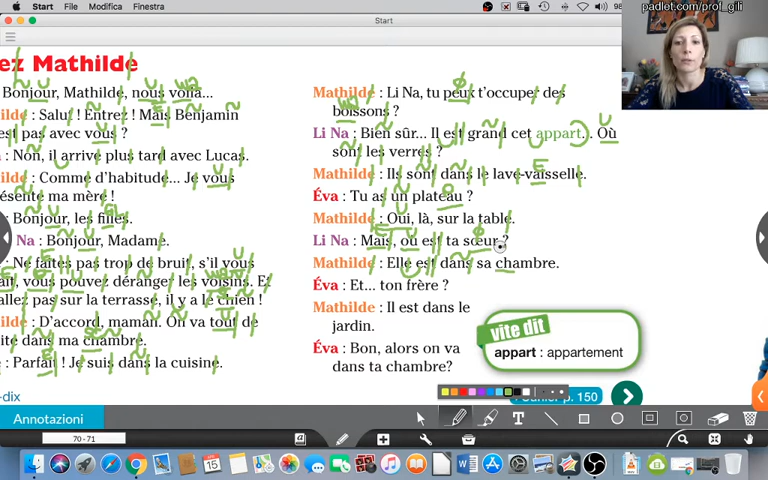 Start File Modifica Finestra
Start
padlet.com/prof_gili
ez Mathilde
Bonjour, Mathilde, nous voilà...
ilde : Salut ! Entrez ! Mais Benjamin
est pas avec vous ?
: Non, il arrive plus tard avec Lucas.
ilde : Comme d'habitude... Je vous
ésente ma mère !
: Bonjour, les filles.
Na : Bonjour, Madame.
: Ne faites pas trop de bruit, s'il vous
aît, vous pouvez déranger les voisins. Et
allez pas sur la terrasse, il y a le chien !
ilde : D'accord, maman. On va tout de
ite dans ma chambre.
: Parfait ! Je suis dans la cuisine.
-dix
Mathilde : Li Na, tu peux t'occuper des
boissons ?
Li Na : Bien sûr... Il est grand cet appart... Où
sont les verres ?
Mathilde : Ils sont dans le lave-vaisselle.
Éva : Tu as un plateau ?
Mathilde : Oui, là, sur la table.
Li Na : Mais, où est ta sœur ?
Mathilde : Elle est dans sa chambre.
Éva : Et... ton frère ?
Mathilde : Il est dans le
jardin.
Éva : Bon, alors on va
dans ta chambre?
vite dit
appart : appartement
Cahier p. 150
Annotazioni
70 - 71